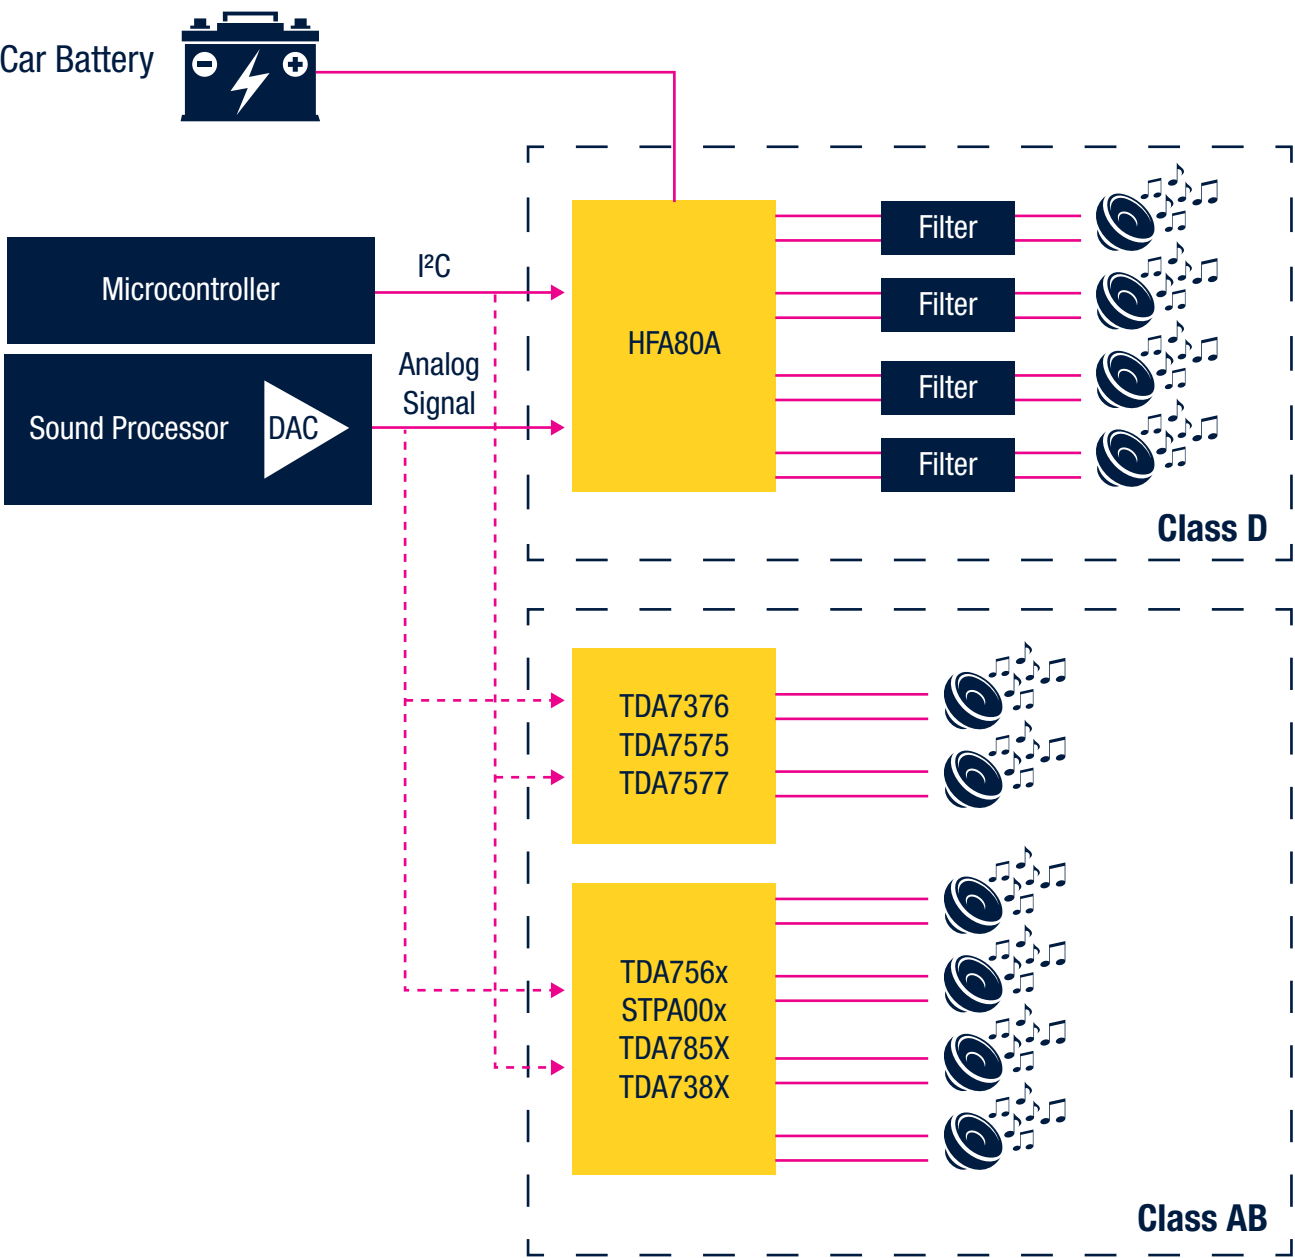 Car Battery
Microcontroller
I²C
Sound Processor
DAC
Analog
Signal
HFA80A
Filter
Filter
Filter
Filter
Class D
TDA7376
TDA7575
TDA7577
TDA756x
STPA00x
TDA785X
TDA738X
Class AB